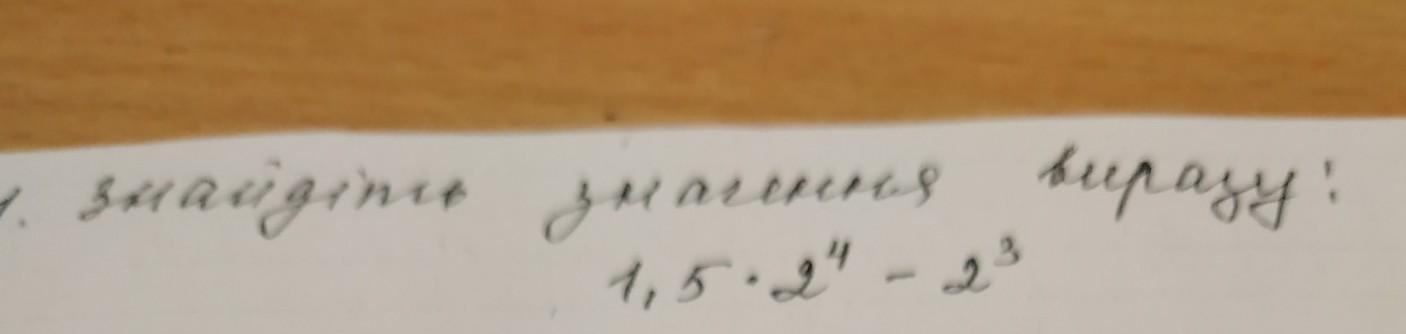 1. знайдіть значення виразу:
1,5 · 2⁴ - 2³